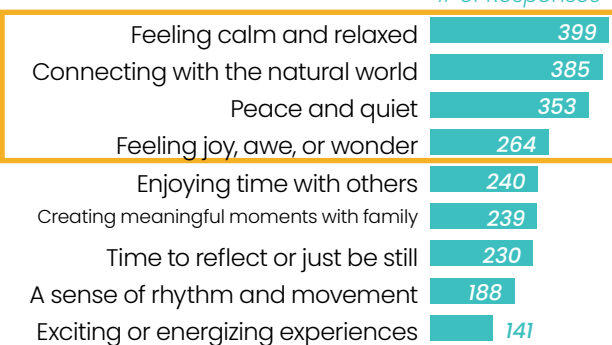 # of Responses
Feeling calm and relaxed 399
Connecting with the natural world 385
Peace and quiet 353
Feeling joy, awe, or wonder 264
Enjoying time with others 240
Creating meaningful moments with family 239
Time to reflect or just be still 230
A sense of rhythm and movement 188
Exciting or energizing experiences 141